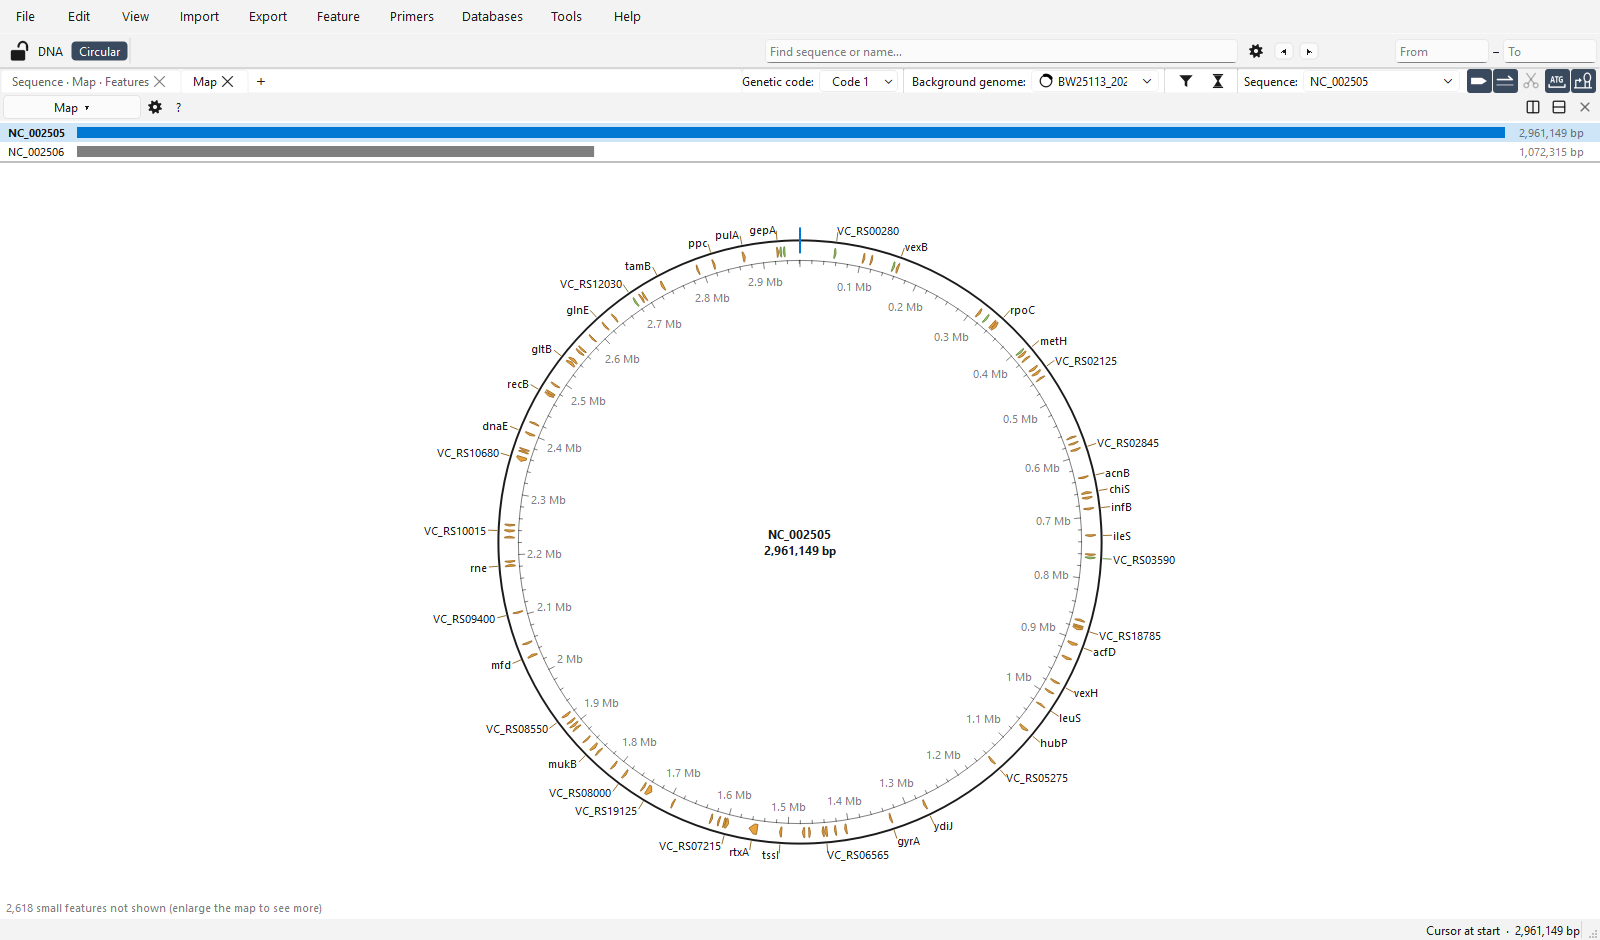 File Edit View Import Export Feature Primers Databases Tools Help
DNA Circular Find sequence or name... From – To
Sequence · Map · Features Map + Genetic code: Code 1 Background genome: BW25113_202 Sequence: NC_002505 ATG
Map ?
NC_002505 2,961,149 bp
NC_002506 1,072,315 bp
gepA VC_RS00280
pulA
ppc vexB
tamB
VC_RS12030
glnE rpoC
gltB metH
VC_RS02125
recB
dnaE
VC_RS10680 VC_RS02845
acnB
chiS
infB
VC_RS10015 ileS
rne VC_RS03590
VC_RS09400
VC_RS18785
mfd acfD
vexH
leuS
VC_RS08550 hubP
mukB VC_RS05275
VC_RS08000
VC_RS19125
ydiJ
VC_RS07215 gyrA
rtxA tssI VC_RS06565
0.1 Mb
0.2 Mb
0.3 Mb
0.4 Mb
0.5 Mb
0.6 Mb
0.7 Mb
0.8 Mb
0.9 Mb
1 Mb
1.1 Mb
1.2 Mb
1.3 Mb
1.4 Mb
1.5 Mb
1.6 Mb
1.7 Mb
1.8 Mb
1.9 Mb
2 Mb
2.1 Mb
2.2 Mb
2.3 Mb
2.4 Mb
2.5 Mb
2.6 Mb
2.7 Mb
2.8 Mb
2.9 Mb
NC_002505
2,961,149 bp
2,618 small features not shown (enlarge the map to see more)
Cursor at start · 2,961,149 bp